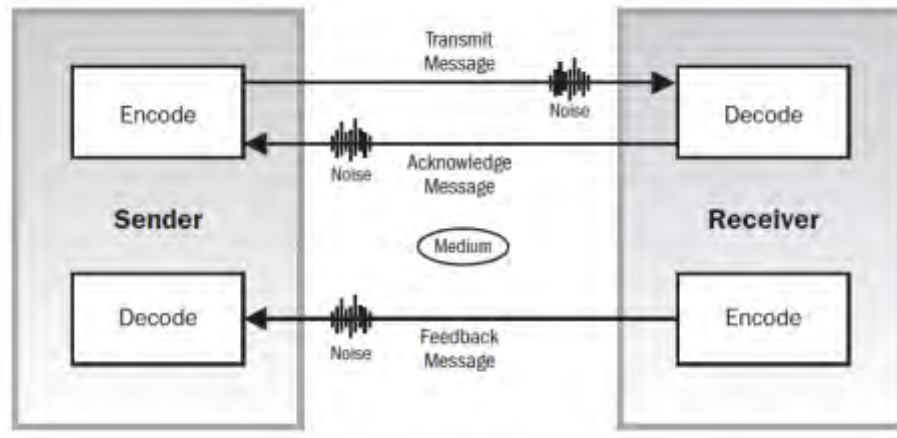 Transmit
Message
Encode
Noise
Decode
Noise
Acknowledge
Message
Sender
Receiver
Medium
Decode
Noise
Feedback
Message
Encode